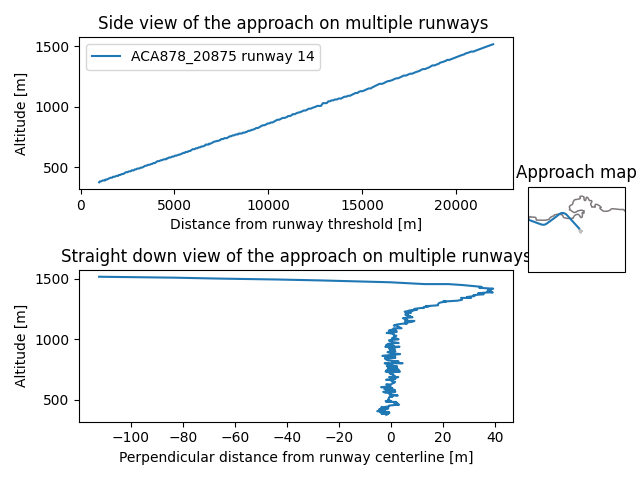 Side view of the approach on multiple runways
Altitude [m]
1500
1000
500
ACA878_20875 runway 14
0
5000
10000
15000
20000
Distance from runway threshold [m]
Approach map
Straight down view of the approach on multiple runways
Altitude [m]
1500
1000
500
−100
−80
−60
−40
−20
0
20
40
Perpendicular distance from runway centerline [m]